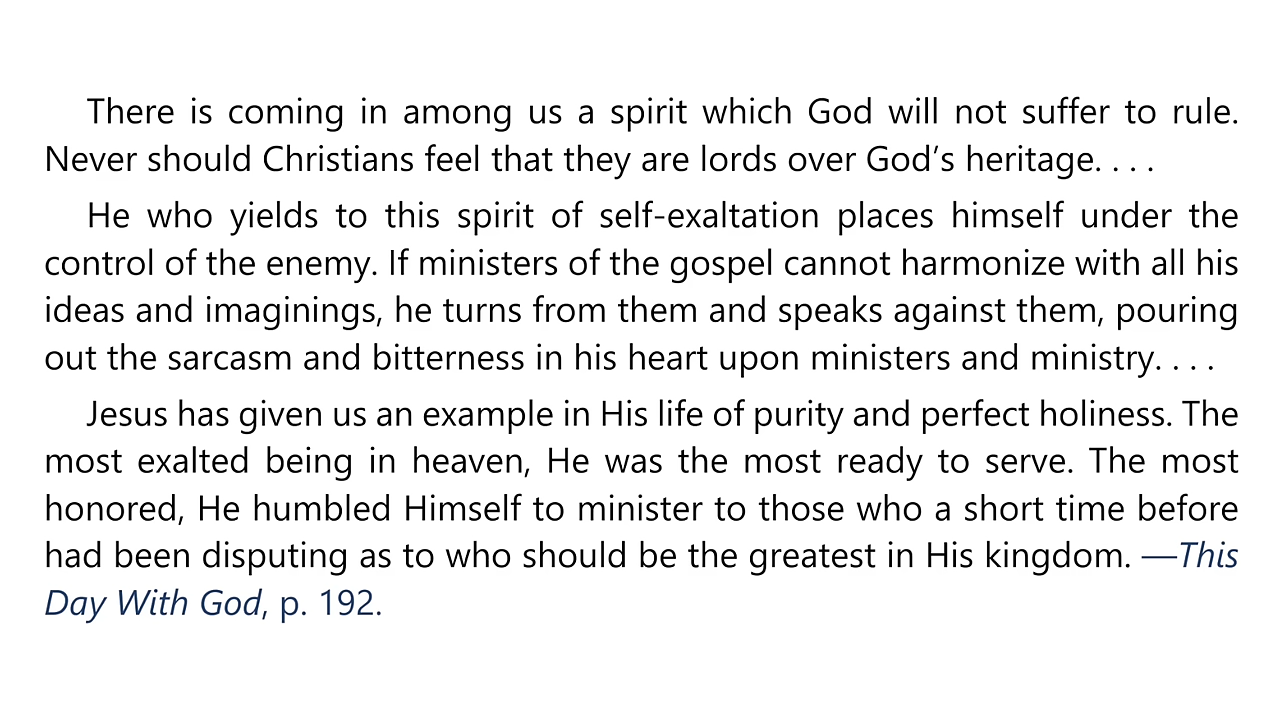 There is coming in among us a spirit which God will not suffer to rule.
Never should Christians feel that they are lords over God’s heritage. . . .
He who yields to this spirit of self-exaltation places himself under the
control of the enemy. If ministers of the gospel cannot harmonize with all his
ideas and imaginings, he turns from them and speaks against them, pouring
out the sarcasm and bitterness in his heart upon ministers and ministry. . . .
Jesus has given us an example in His life of purity and perfect holiness. The
most exalted being in heaven, He was the most ready to serve. The most
honored, He humbled Himself to minister to those who a short time before
had been disputing as to who should be the greatest in His kingdom. —This
Day With God, p. 192.